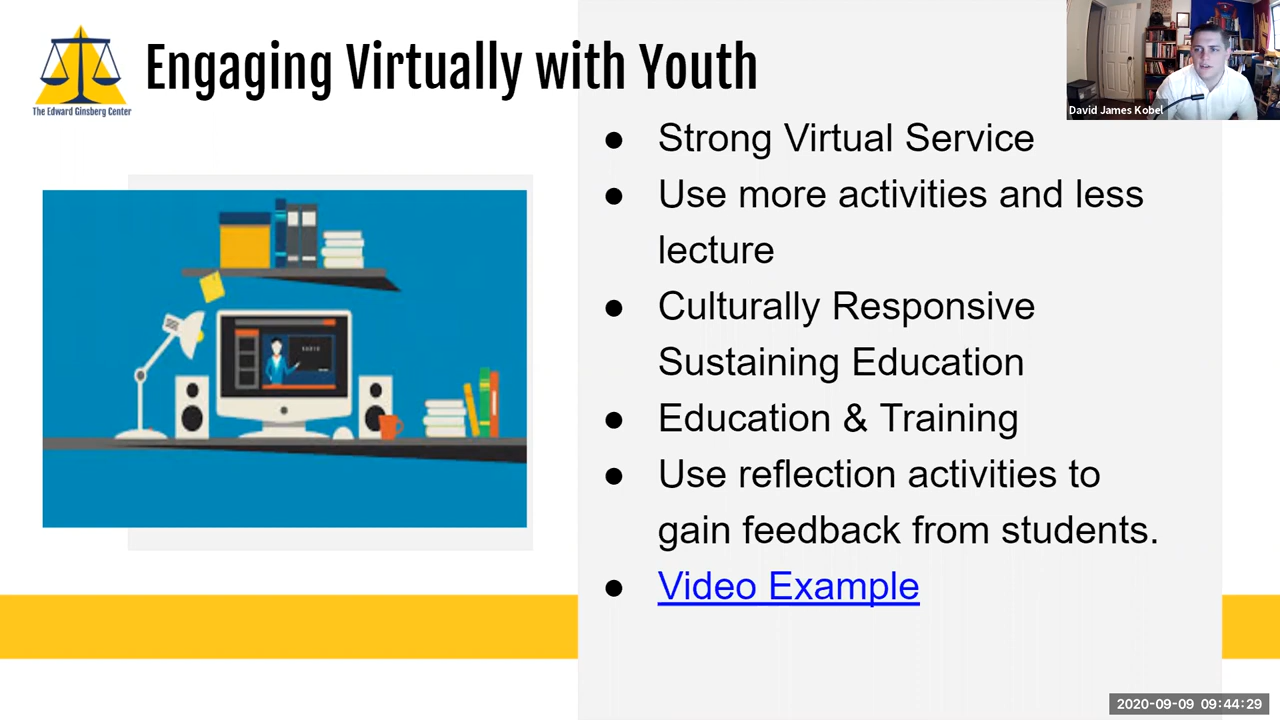 Engaging Virtually with Youth
The Edward Ginsberg Center
David James Kobel
● Strong Virtual Service
● Use more activities and less
lecture
● Culturally Responsive
Sustaining Education
● Education & Training
● Use reflection activities to
gain feedback from students.
● Video Example
2020-09-09 09:44:29